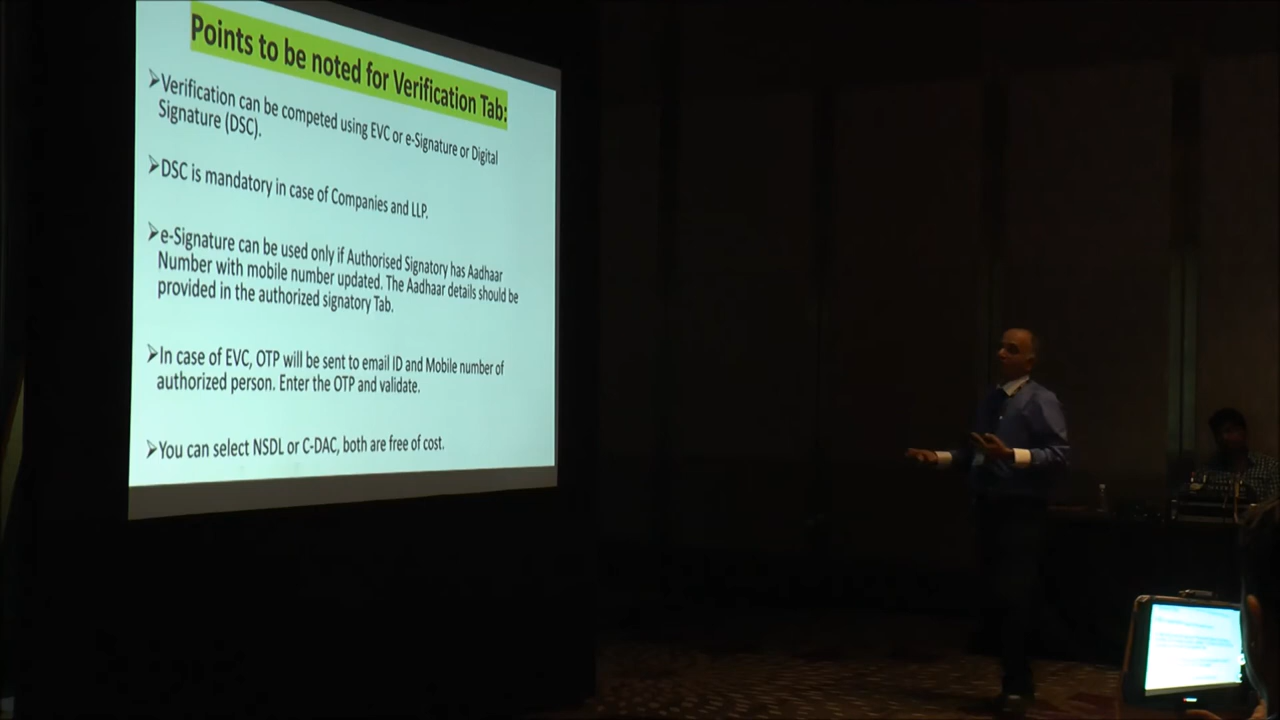 Points to be noted for Verification Tab:
➢Verification can be competed using EVC or e-Signature or Digital
Signature (DSC).
➢DSC is mandatory in case of Companies and LLP.
➢e-Signature can be used only if Authorised Signatory has Aadhaar
Number with mobile number updated. The Aadhaar details should be
provided in the authorized signatory Tab.
➢In case of EVC, OTP will be sent to email ID and Mobile number of
authorized person. Enter the OTP and validate.
➢You can select NSDL or C-DAC, both are free of cost.